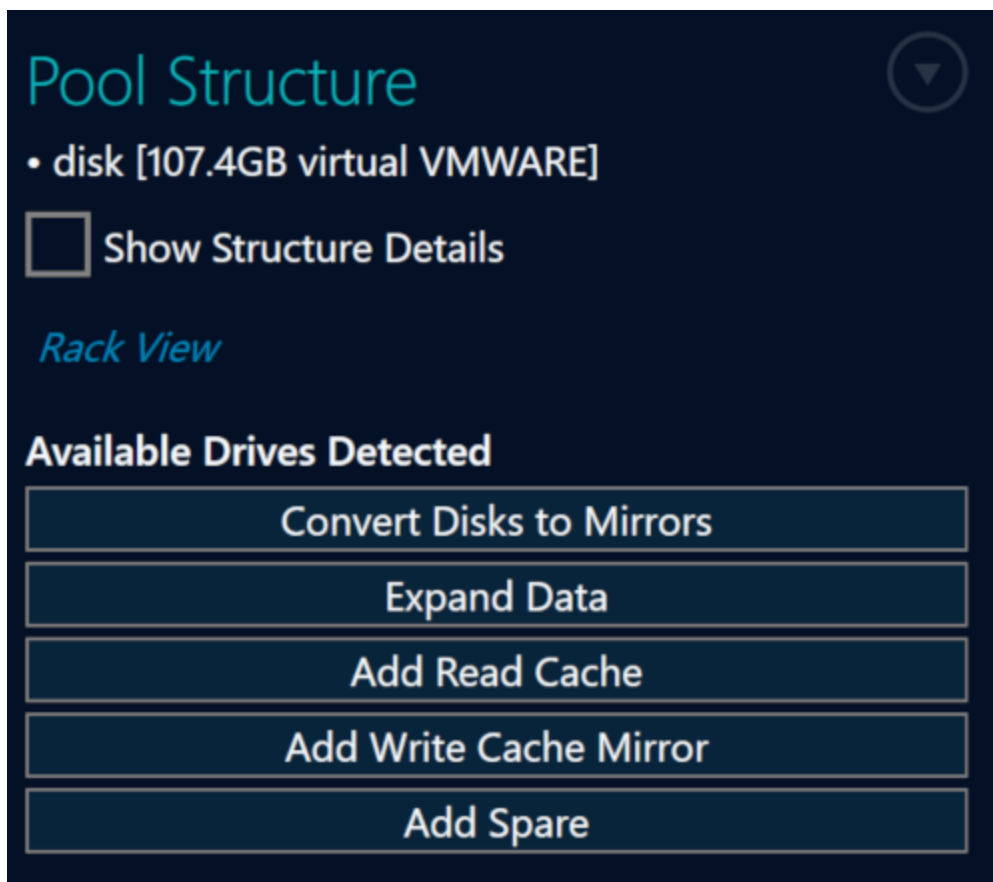 Pool Structure
• disk [107.4GB virtual VMWARE]
Show Structure Details
Rack View
Available Drives Detected
Convert Disks to Mirrors
Expand Data
Add Read Cache
Add Write Cache Mirror
Add Spare